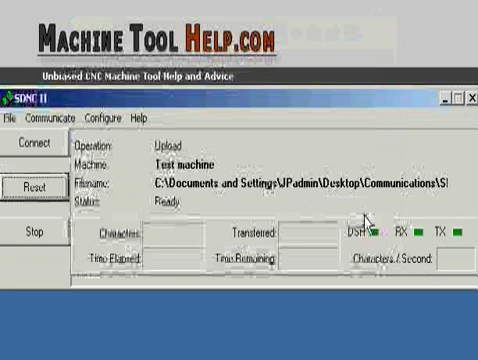 MACHINE TOOL HELP.COM
Unbiased CNC Machine Tool Help and Advice
SDNC II
File Communicate Configure Help
Connect
Operation: Upload
Machine: Test machine
Reset
Filename: C:\Documents and Settings\JPadmin\Desktop\Communications\S
Status: Ready
Stop
Characters: Transferred: DSR RX TX
Time Elapsed: Time Remaining: Characters / Second: